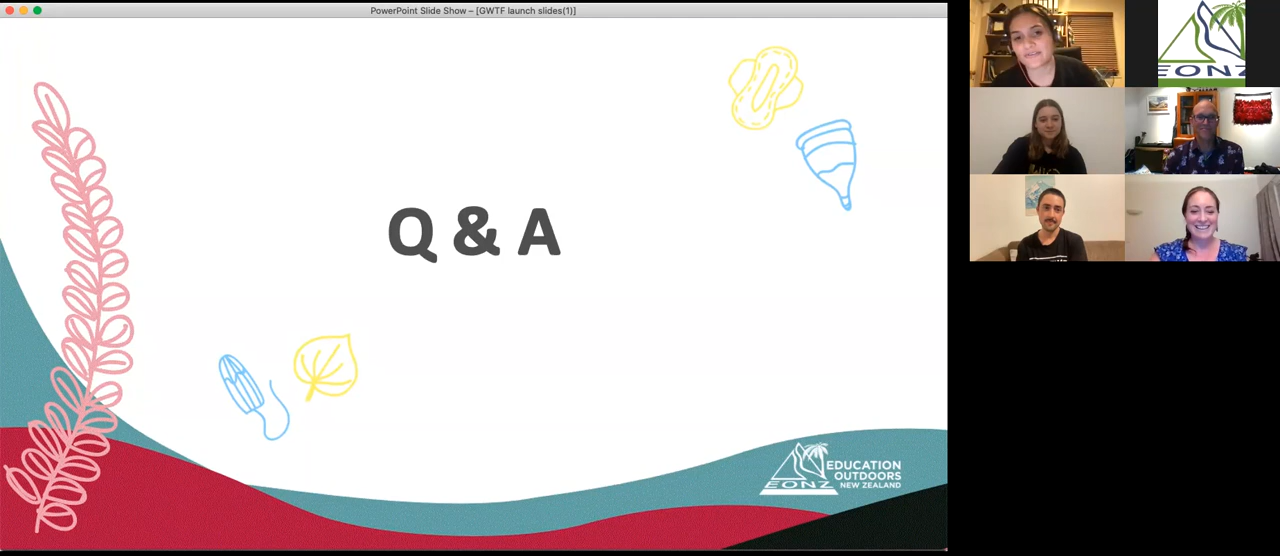 PowerPoint Slide Show – [GWTF launch slides(1)]
Q & A
EONZ
EDUCATION
OUTDOORS
NEW ZEALAND
EONZ